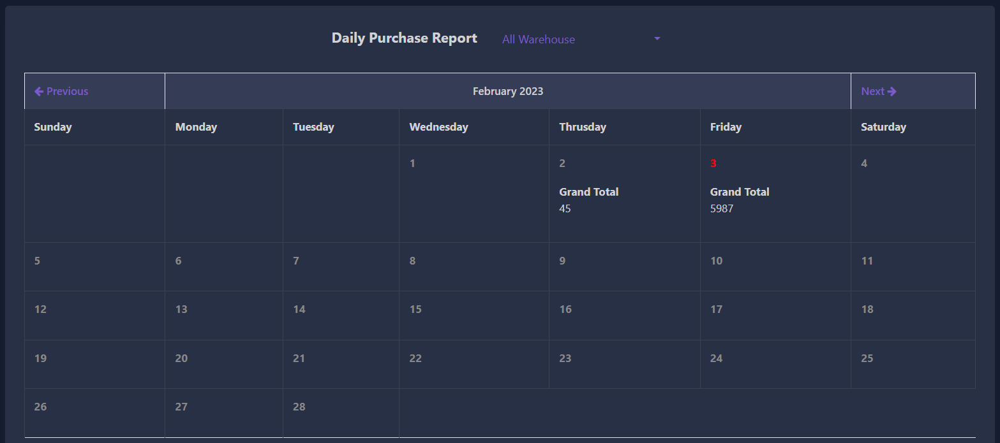 Daily Purchase Report All Warehouse
Previous February 2023 Next
Sunday Monday Tuesday Wednesday Thrusday Friday Saturday
1 2 3 4
Grand Total Grand Total
45 5987
5 6 7 8 9 10 11
12 13 14 15 16 17 18
19 20 21 22 23 24 25
26 27 28